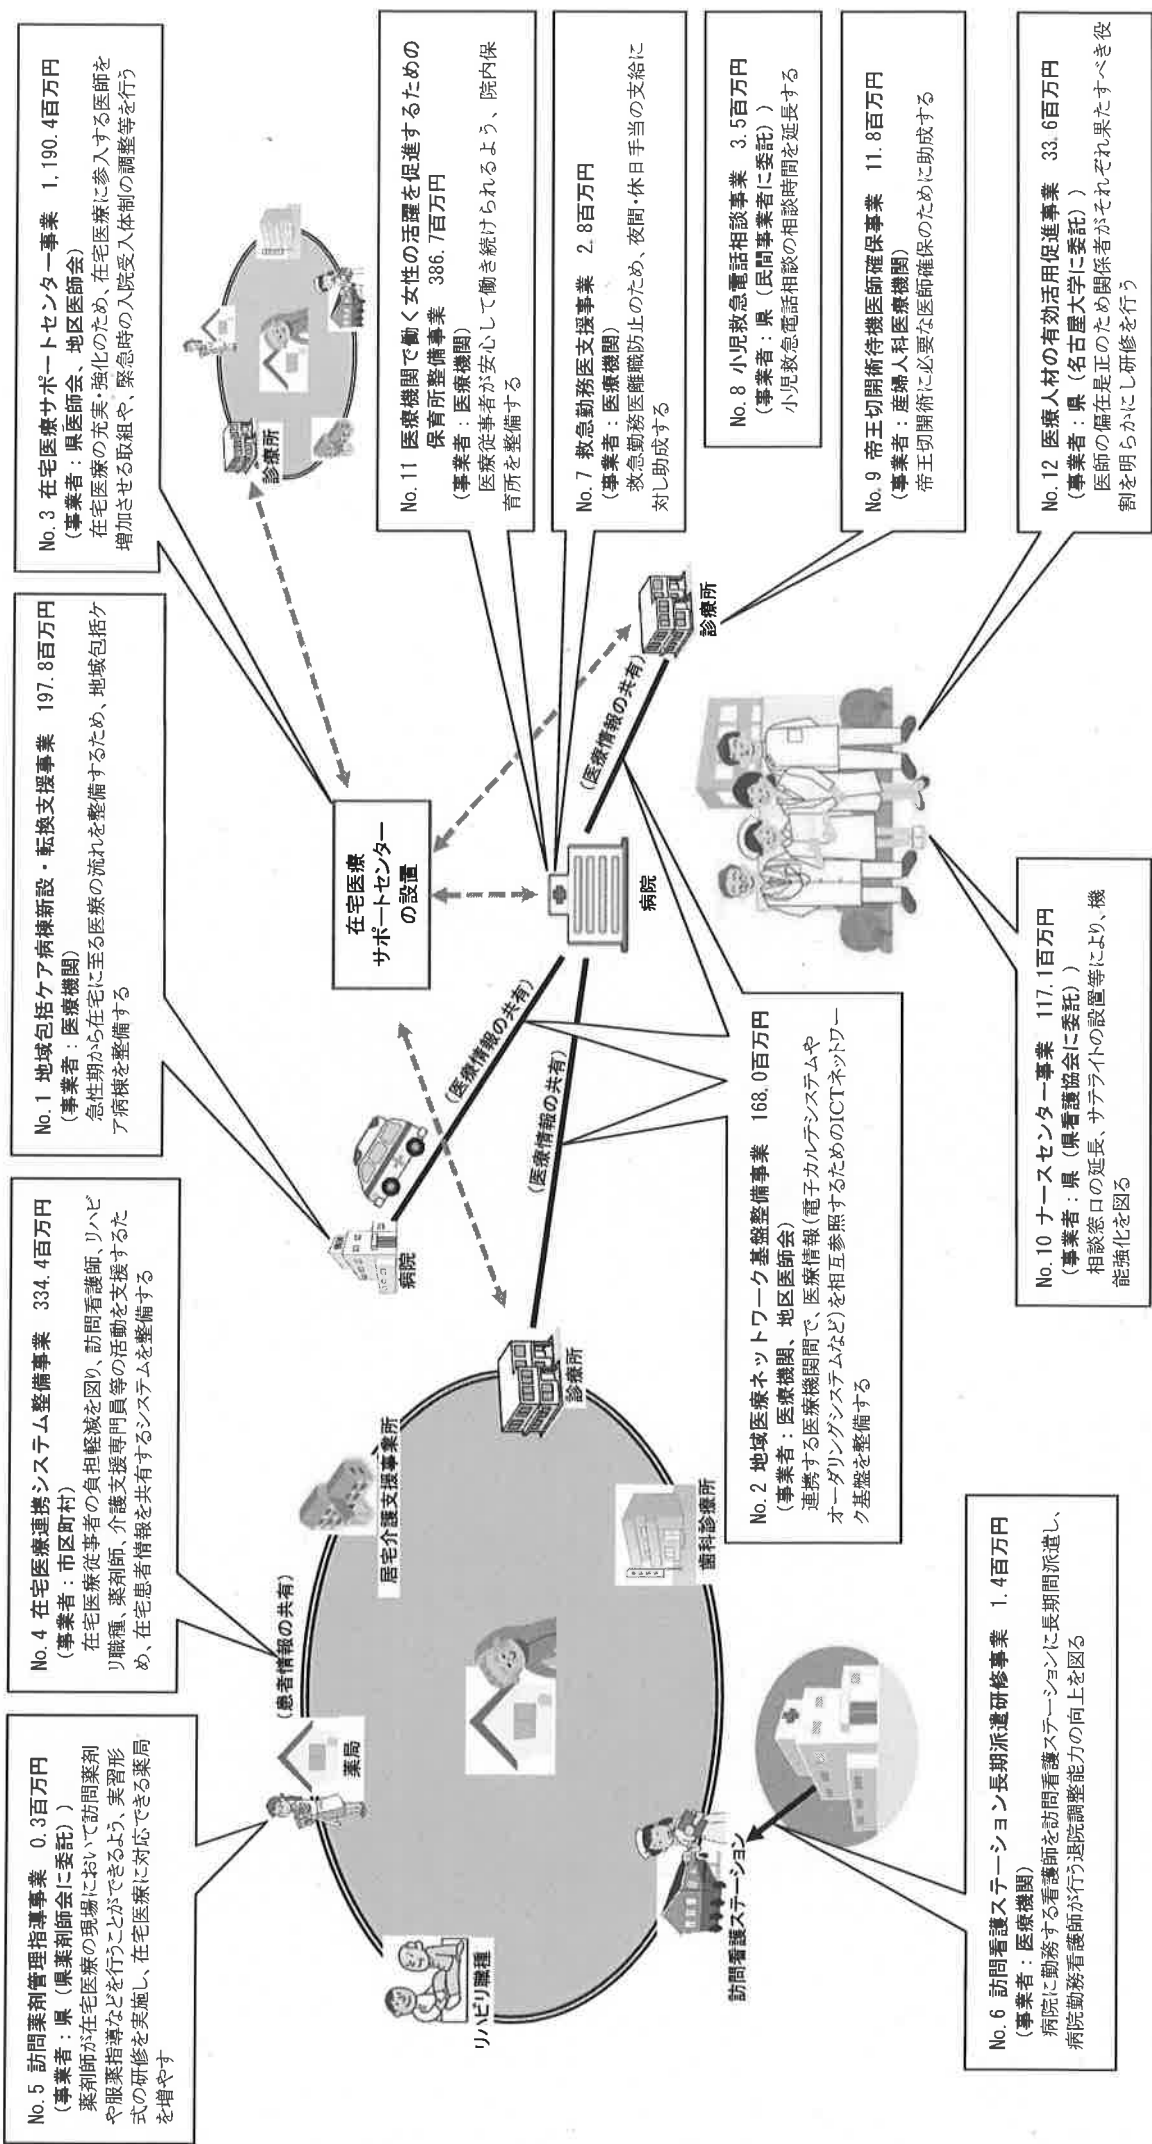 No.5 訪問薬剤管理指導事業 0.3百万円
(事業者：県（県薬剤師会に委託））
薬剤師が在宅医療の現場において訪問薬剤
や服薬指導などを行うことができるよう、実習形
式の研修を実施し、在宅医療に対応できる薬局
を増やす
No.4 在宅医療連携システム整備事業 334.4百万円
(事業者：市区町村)
在宅医療従事者の負担軽減を図り、訪問看護師、リハビ
リ職種、薬剤師、介護支援専門員等の活動を支援するた
め、在宅患者情報を共有するシステムを整備する
No.1 地域包括ケア病棟新設・転換支援事業 197.8百万円
(事業者：医療機関)
急性期から在宅に至る医療の流れを整備するため、地域包括ケ
ア病棟を整備する
No.3 在宅医療サポートセンター事業 1,190.4百万円
(事業者：県医師会、地区医師会)
在宅医療の充実・強化のため、在宅医療に参入する医師を
増加させる取組や、緊急時の入院受入体制の調整等を行う
(患者情報の共有)
薬局
居宅介護支援事業所
リハビリ職種
診療所
歯科診療所
訪問看護ステーション
病院
(医療情報の共有)
(医療情報の共有)
在宅医療
サポートセンター
の設置
病院
(医療情報の共有)
診療所
診療所
No.11 医療機関で働く女性の活躍を促進するための
保育所整備事業 386.7百万円
(事業者：医療機関)
医療従事者が安心して働き続けられるよう、院内保
育所を整備する
No.7 救急勤務医支援事業 2.8百万円
(事業者：医療機関)
救急勤務医離職防止のため、夜間・休日手当の支給に
対し助成する
No.8 小児救急電話相談事業 3.5百万円
(事業者：県（民間事業者に委託））
小児救急電話相談の相談時間を延長する
No.9 帝王切開術待機医師確保事業 11.8百万円
(事業者：産婦人科医療機関)
帝王切開術に必要な医師確保のために助成する
No.12 医療人材の有効活用促進事業 33.6百万円
(事業者：県（名古屋大学に委託））
医師の偏在是正のため関係者がそれぞれ果たすべき役
割を明らかにし研修を行う
No.2 地域医療ネットワーク基盤整備事業 168.0百万円
(事業者：医療機関、地区医師会)
連携する医療機関間で、医療情報(電子カルテシステムや
オーダリングシステムなど)を相互参照するためのICTネットワー
ク基盤を整備する
No.10 ナースセンター事業 117.1百万円
(事業者：県（県看護協会に委託））
相談窓口の延長、サテライトの設置等により、機
能強化を図る
No.6 訪問看護ステーション長期派遣研修事業 1.4百万円
(事業者：医療機関)
病院に勤務する看護師を訪問看護ステーションに長期間派遣し、
病院勤務看護師が行う退院調整能力の向上を図る